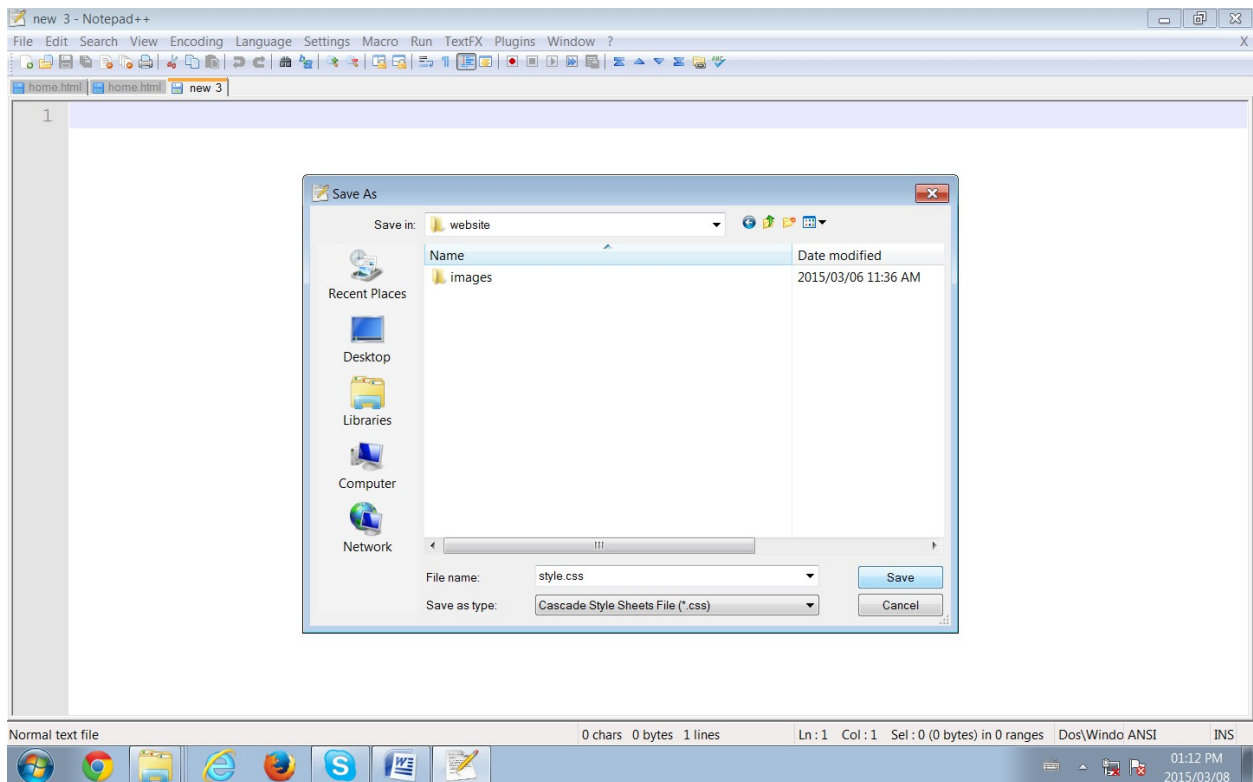 new 3 - Notepad++
File Edit Search View Encoding Language Settings Macro Run TextFX Plugins Window ? X
home.html home.html new 3
1
Save As
Save in: website
Name Date modified
images 2015/03/06 11:36 AM
Recent Places
Desktop
Libraries
Computer
Network
File name: style.css Save
Save as type: Cascade Style Sheets File (*.css) Cancel
Normal text file 0 chars 0 bytes 1 lines Ln : 1 Col : 1 Sel : 0 (0 bytes) in 0 ranges Dos\Windo ANSI INS
01:12 PM
2015/03/08